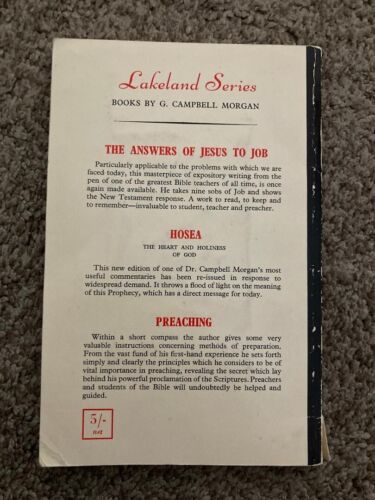 Lakeland Series
BOOKS BY G. CAMPBELL MORGAN
THE ANSWERS OF JESUS TO JOB
Particularly applicable to the problems with which we are
faced today, this masterpiece of expository writing from the
pen of one of the greatest Bible teachers of all time, is once
again made available. He takes nine sobs of Job and shows
the New Testament response. A work to read, to keep and
to remember—invaluable to student, teacher and preacher.
HOSEA
THE HEART AND HOLINESS
OF GOD
This new edition of one of Dr. Campbell Morgan's most
useful commentaries has been re-issued in response to
widespread demand. It throws a flood of light on the meaning
of this Prophecy, which has a direct message for today.
PREACHING
Within a short compass the author gives some very
valuable instructions concerning methods of preparation.
From the vast fund of his first-hand experience he sets forth
simply and clearly the principles which he considers to be of
vital importance in preaching, revealing the secret which lay
behind his powerful proclamation of the Scriptures. Preachers
and students of the Bible will undoubtedly be helped and
guided.
5/-
net